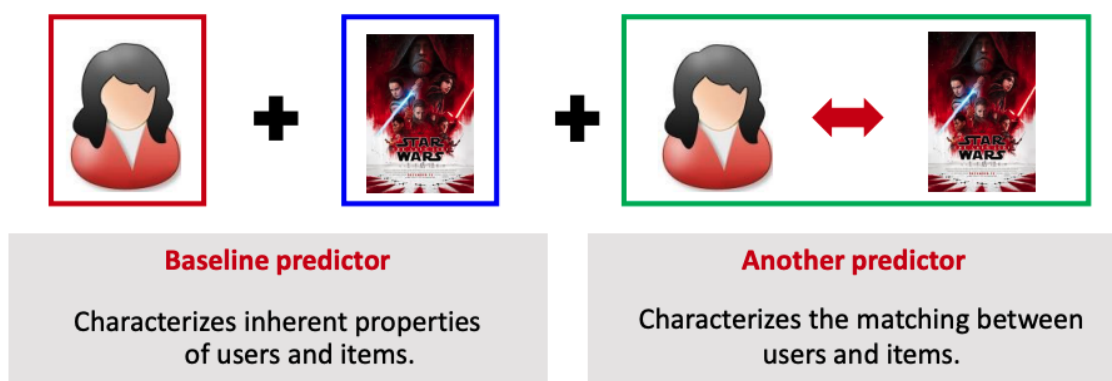 STAR
WARS
STAR
WARS
Baseline predictor
Characterizes inherent properties
of users and items.
Another predictor
Characterizes the matching between
users and items.